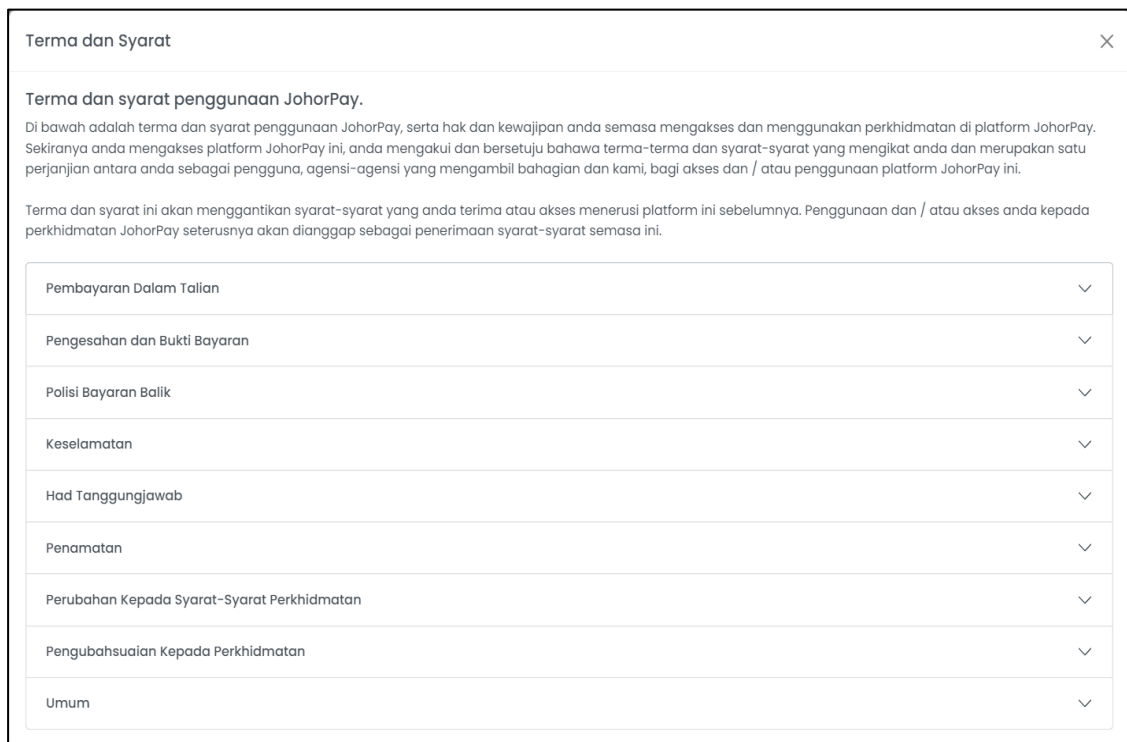 Terma dan Syarat
Terma dan syarat penggunaan JohorPay.
Di bawah adalah terma dan syarat penggunaan JohorPay, serta hak dan kewajipan anda semasa mengakses dan menggunakan perkhidmatan di platform JohorPay.
Sekiranya anda mengakses platform JohorPay ini, anda mengakui dan bersetuju bahawa terma-terma dan syarat-syarat yang mengikat anda dan merupakan satu
perjanjian antara anda sebagai pengguna, agensi-agensi yang mengambil bahagian dan kami, bagi akses dan / atau penggunaan platform JohorPay ini.
Terma dan syarat ini akan menggantikan syarat-syarat yang anda terima atau akses menerusi platform ini sebelumnya. Penggunaan dan / atau akses anda kepada
perkhidmatan JohorPay seterusnya akan dianggap sebagai penerimaan syarat-syarat semasa ini.
Pembayaran Dalam Talian
Pengesahan dan Bukti Bayaran
Polisi Bayaran Balik
Keselamatan
Had Tanggungjawab
Penamatan
Perubahan Kepada Syarat-Syarat Perkhidmatan
Pengubahsuaian Kepada Perkhidmatan
Umum